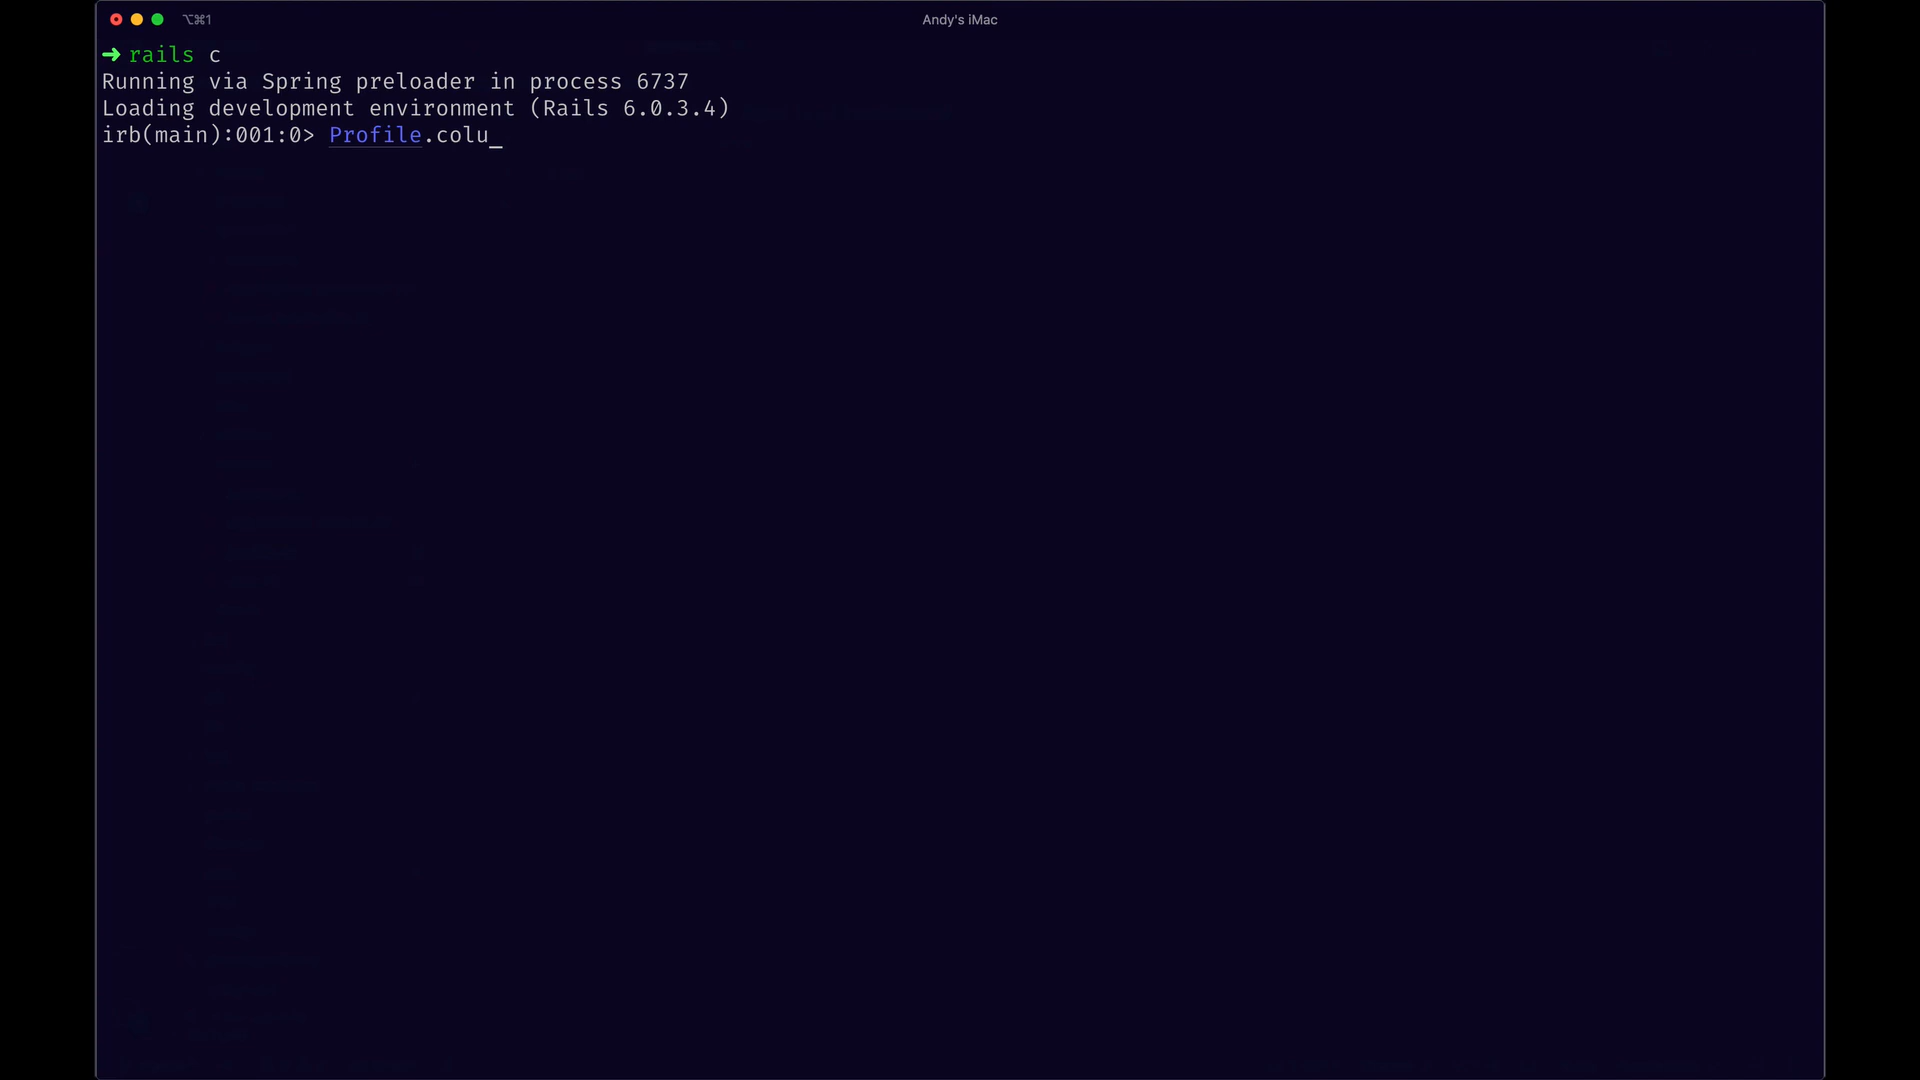 ⌥⌘1
Andy's iMac
➜ rails c
Running via Spring preloader in process 6737
Loading development environment (Rails 6.0.3.4)
irb(main):001:0> Profile.colu_